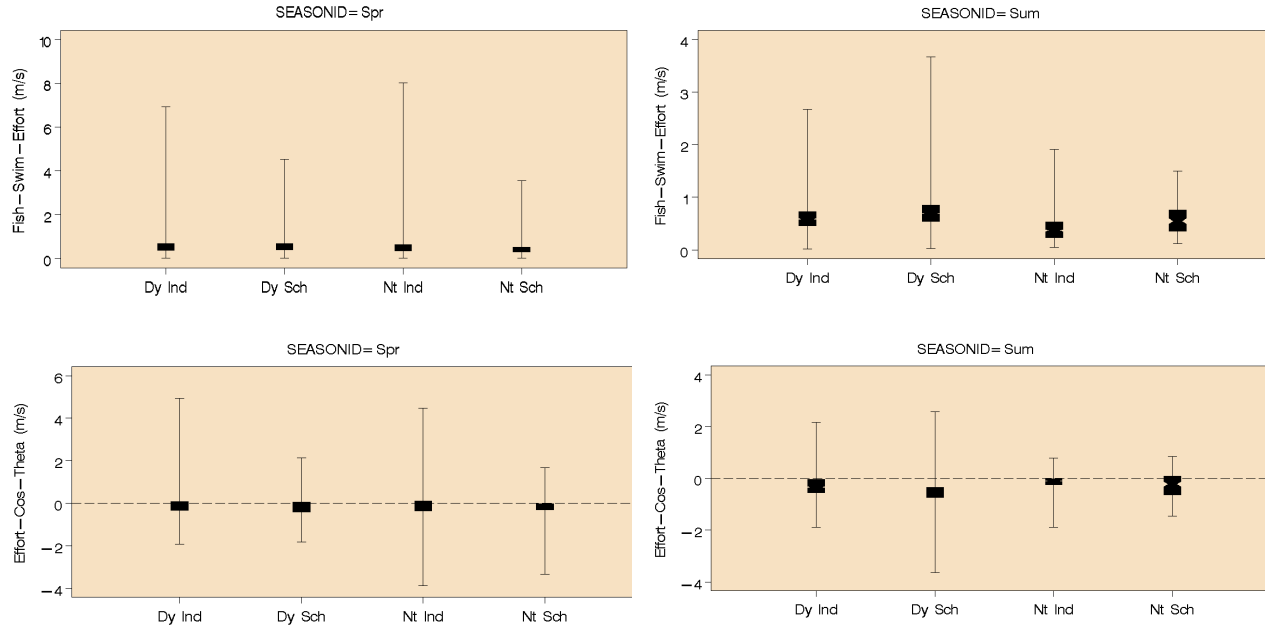 SEASONID= Spr
Fish-Swim-Effort (m/s)
10
8
6
4
2
0
Dy Ind Dy Sch Nt Ind Nt Sch
SEASONID= Sum
Fish-Swim-Effort (m/s)
4
3
2
1
0
Dy Ind Dy Sch Nt Ind Nt Sch
SEASONID= Spr
Effort-Cos-Theta (m/s)
6
4
2
0
-2
-4
Dy Ind Dy Sch Nt Ind Nt Sch
SEASONID= Sum
Effort-Cos-Theta (m/s)
4
2
0
-2
-4
Dy Ind Dy Sch Nt Ind Nt Sch